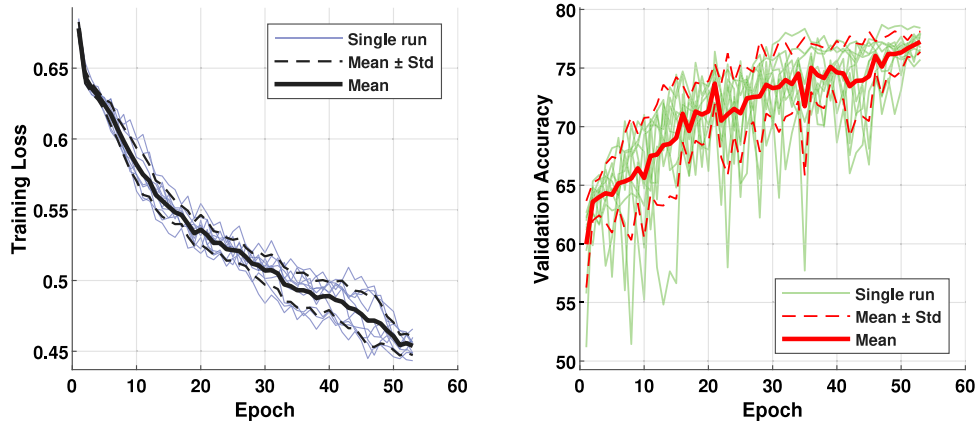 Training Loss
0.65
0.6
0.55
0.5
0.45
0
10
20
30
40
50
60
Epoch
Single run
Mean ± Std
Mean
Validation Accuracy
80
75
70
65
60
55
50
0
10
20
30
40
50
60
Epoch
Single run
Mean ± Std
Mean